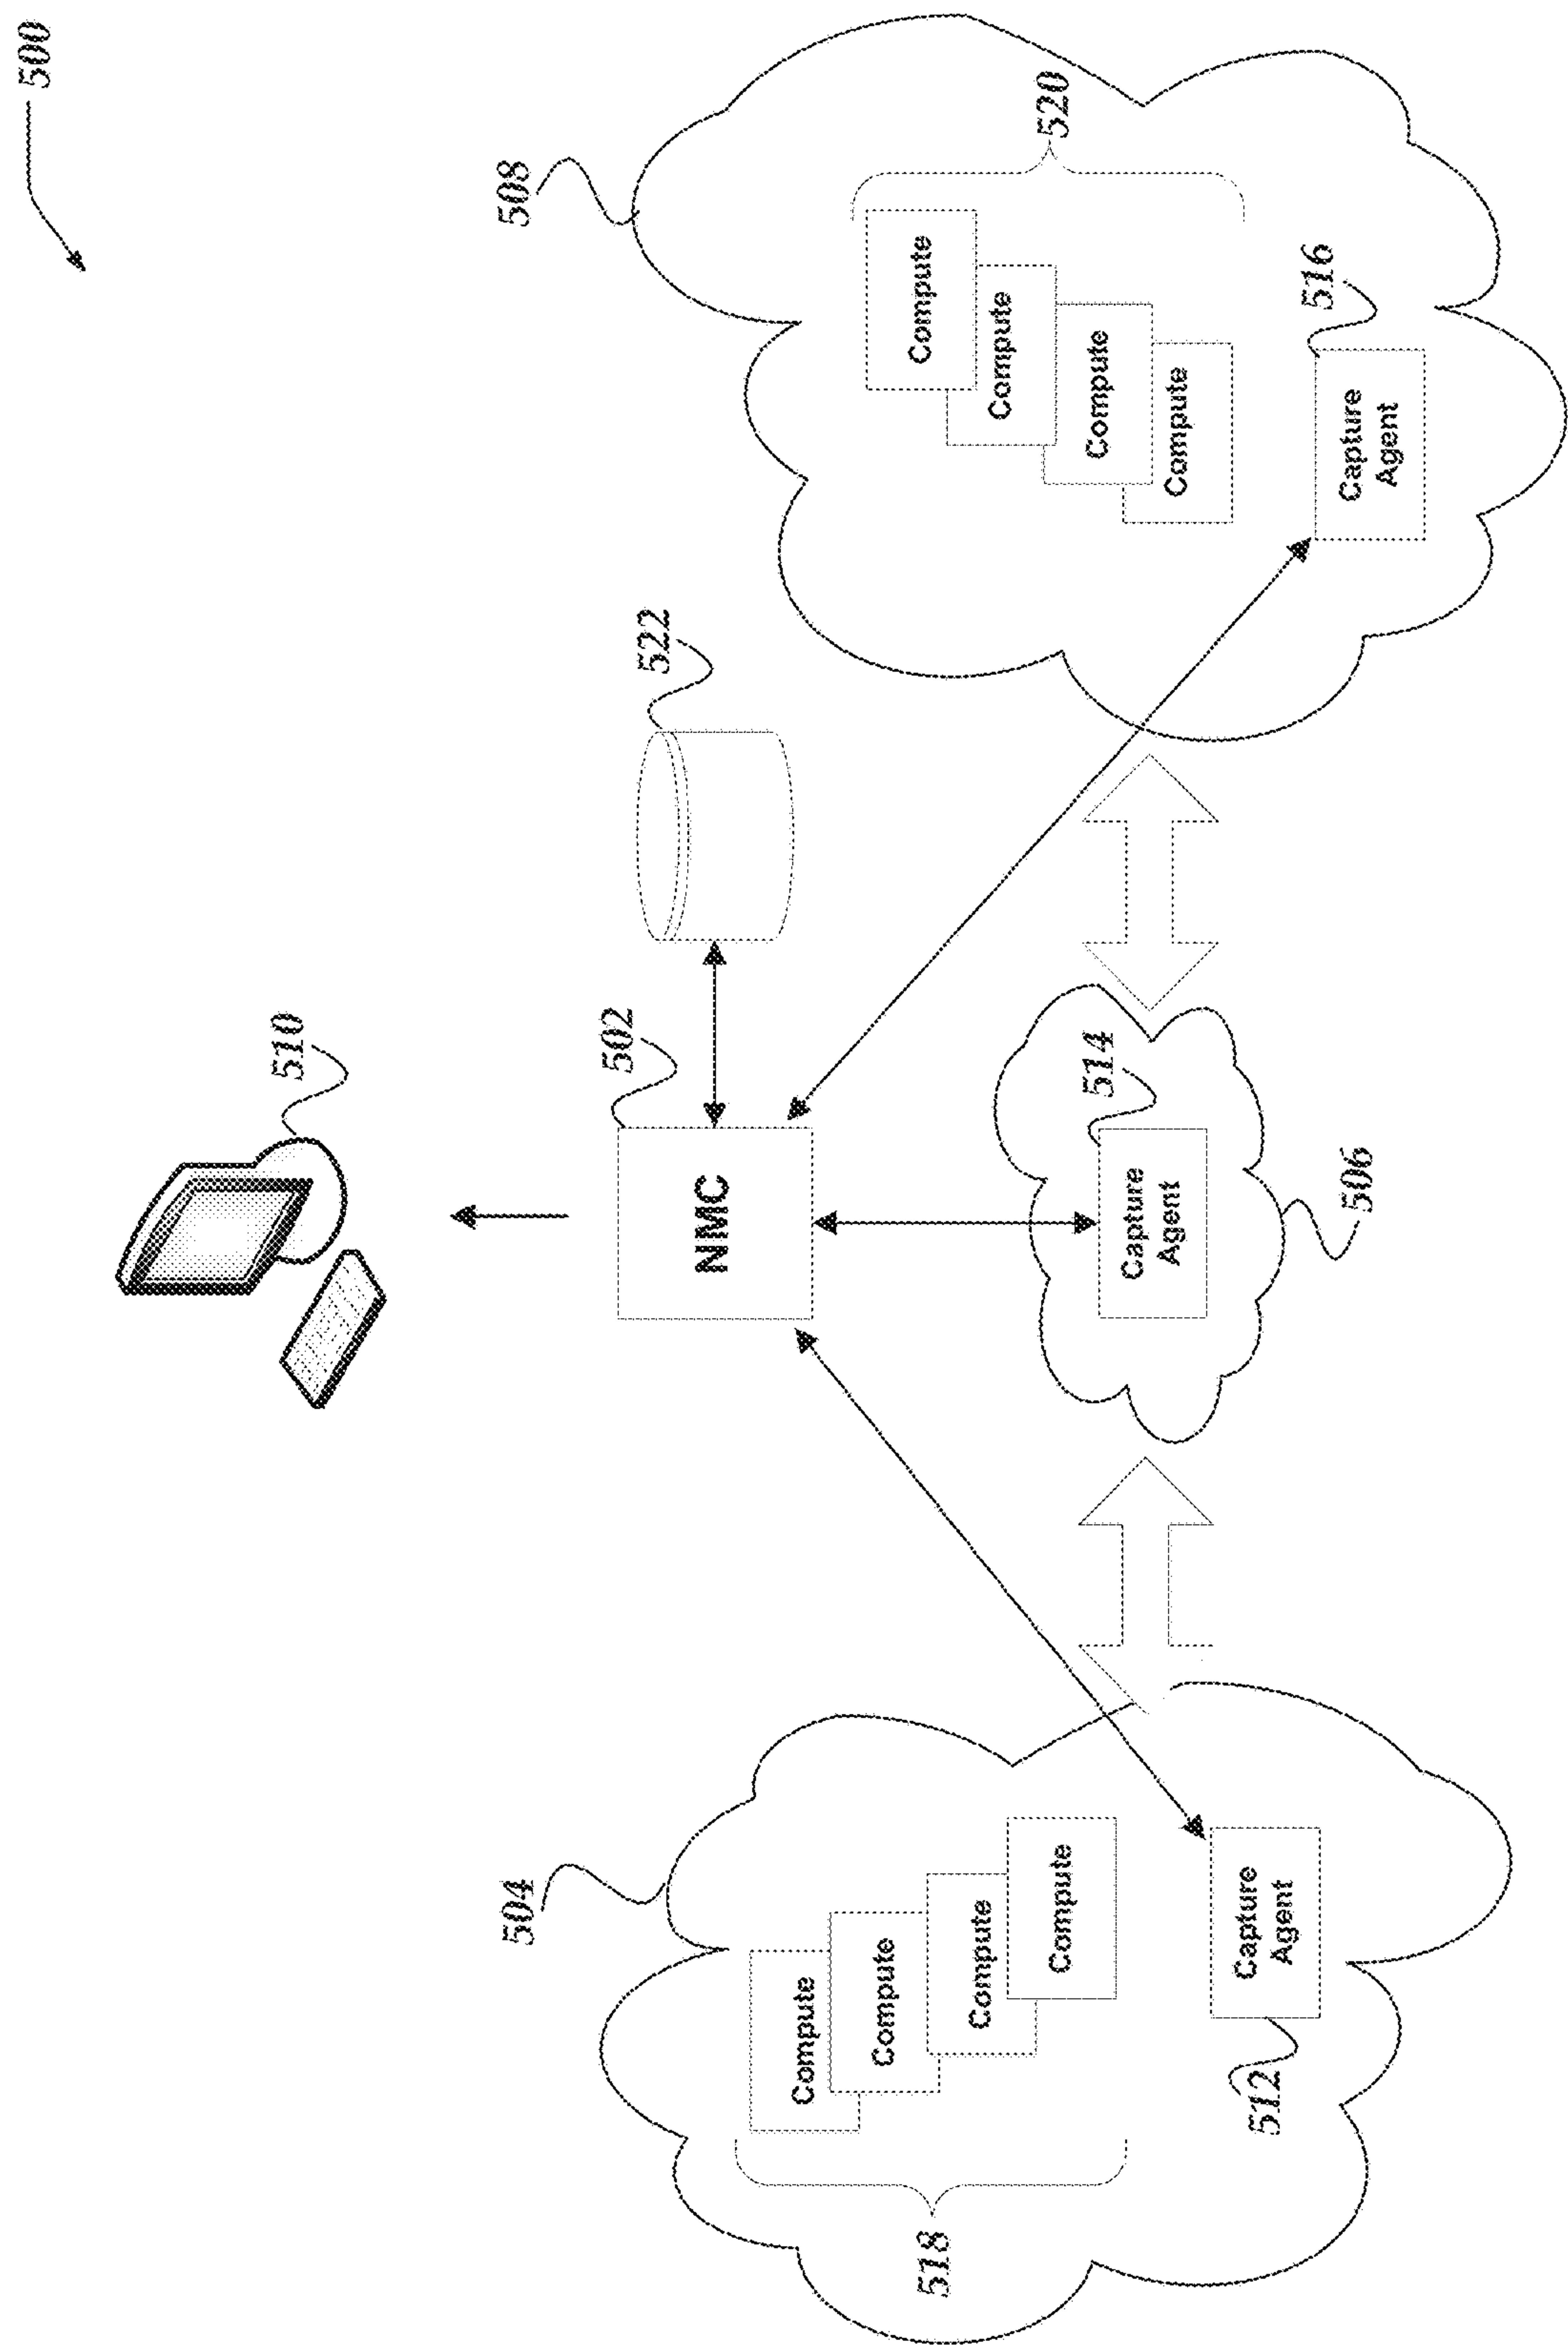 500
510
504
508
502
522
NMC
518
Compute
Compute
Compute
Compute
512
Capture
Agent
514
Capture
Agent
506
520
Compute
Compute
Compute
Compute
516
Capture
Agent